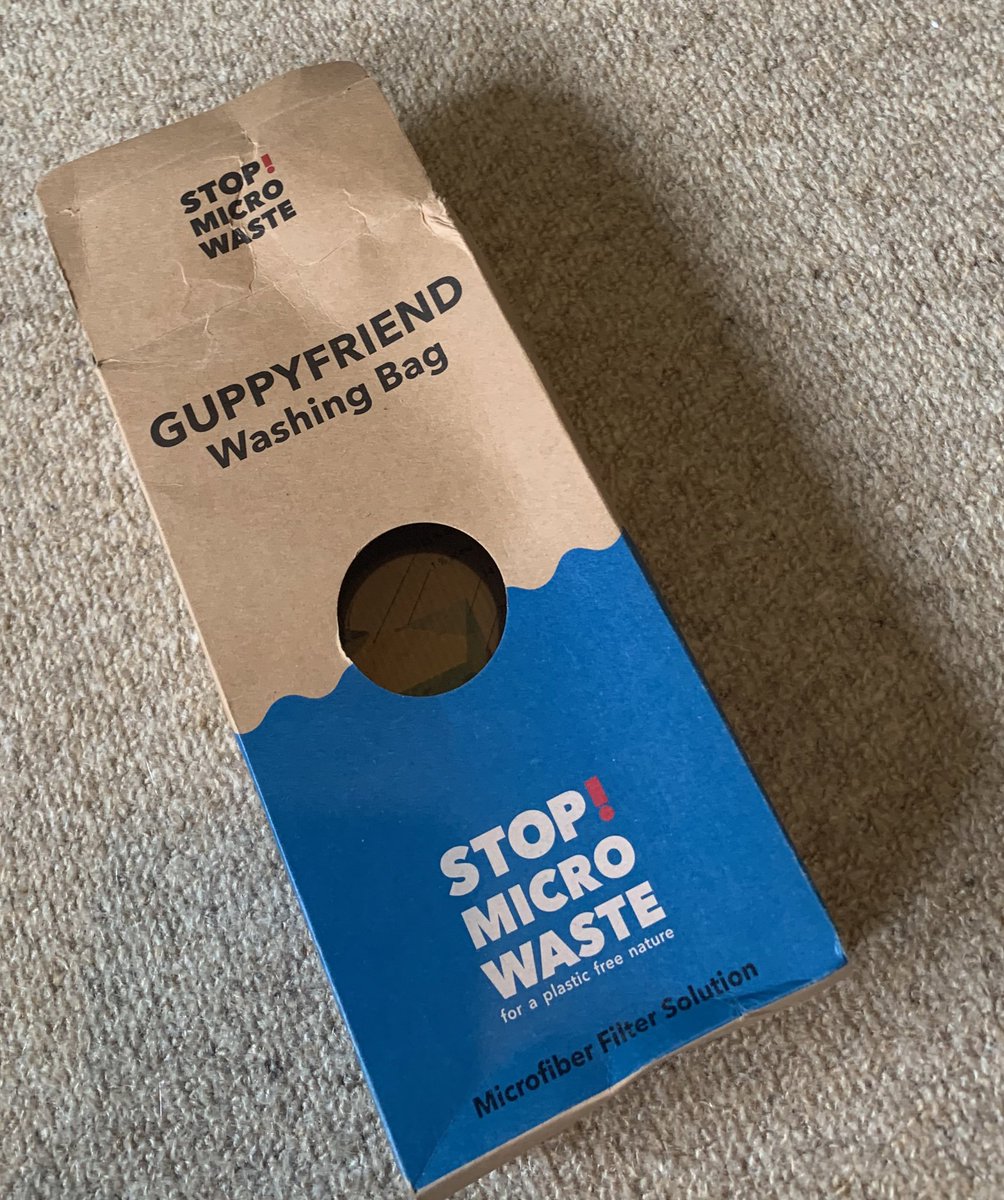 STOP!
MICRO
WASTE
GUPPYFRIEND
Washing Bag
STOP!
MICRO
WASTE
for a plastic free nature
Microfiber Filter Solution